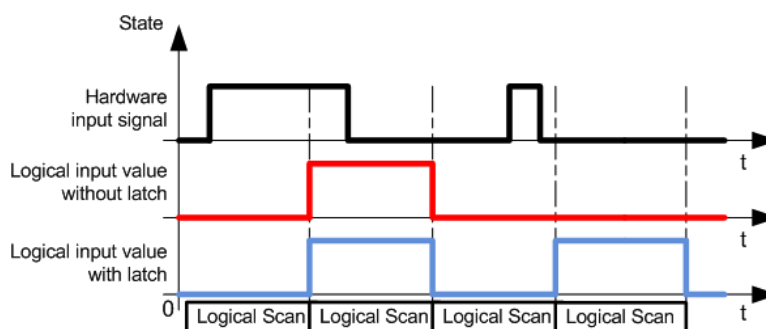 State
Hardware
input signal
t
Logical input value
without latch
t
Logical input value
with latch
t
0
Logical Scan Logical Scan Logical Scan Logical Scan